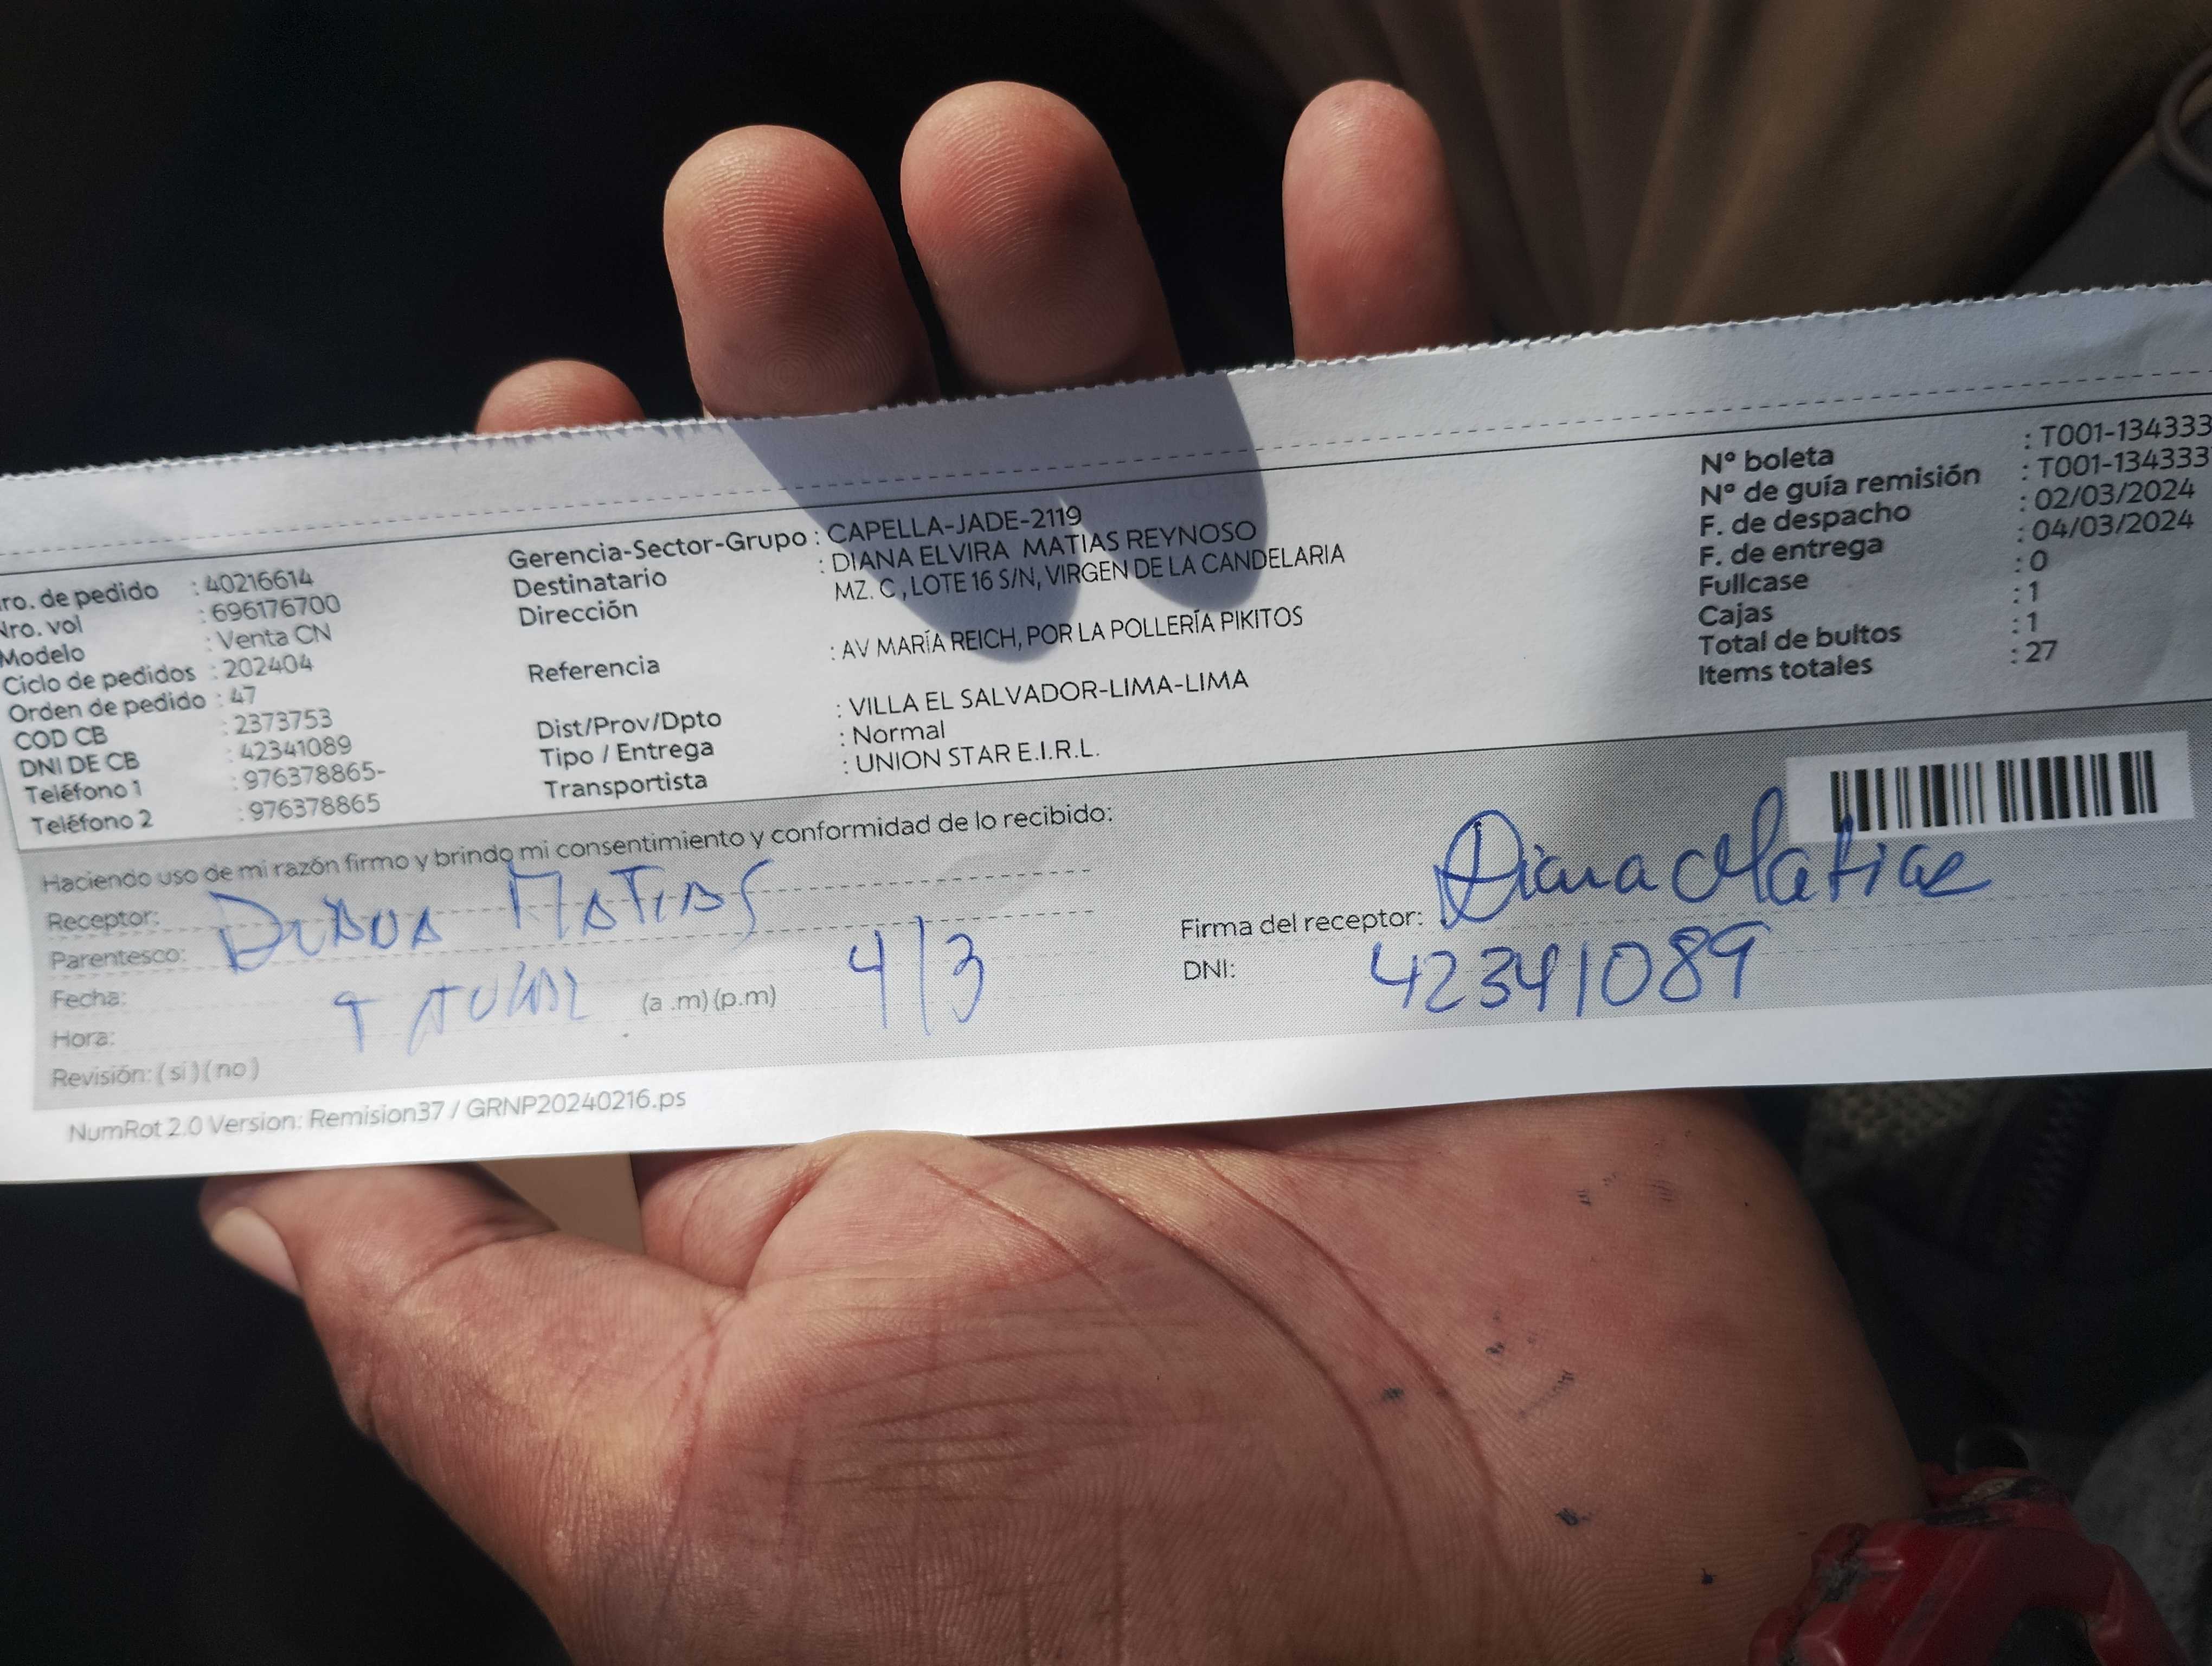 ro. de pedido : 40216614
Nro. vol : 696176700
Modelo : Venta CN
Ciclo de pedidos : 202404
Orden de pedido : 47
COD CB : 2373753
DNI DE CB : 42341089
Teléfono 1 : 976378865-
Teléfono 2 : 976378865
Gerencia-Sector-Grupo : CAPELLA-JADE-2119
Destinatario : DIANA ELVIRA MATIAS REYNOSO
Dirección MZ. C , LOTE 16 S/N, VIRGEN DE LA CANDELARIA
Referencia : AV MARÍA REICH, POR LA POLLERÍA PIKITOS
Dist/Prov/Dpto : VILLA EL SALVADOR-LIMA-LIMA
Tipo / Entrega : Normal
Transportista : UNION STAR E.I.R.L.
N° boleta : T001-134333
N° de guía remisión : T001-134333
F. de despacho : 02/03/2024
F. de entrega : 04/03/2024
Fullcase : 0
Cajas : 1
Total de bultos : 1
Items totales : 27
Haciendo uso de mi razón firmo y brindo mi consentimiento y conformidad de lo recibido:
Receptor: DIANA MATIAS
Parentesco:
Fecha: 4/3
Hora: (a .m) (p.m)
Revisión: ( si ) ( no )
Firma del receptor: Diana Matias
DNI: 42341089
NumRot 2.0 Version: Remision37 / GRNP20240216.ps